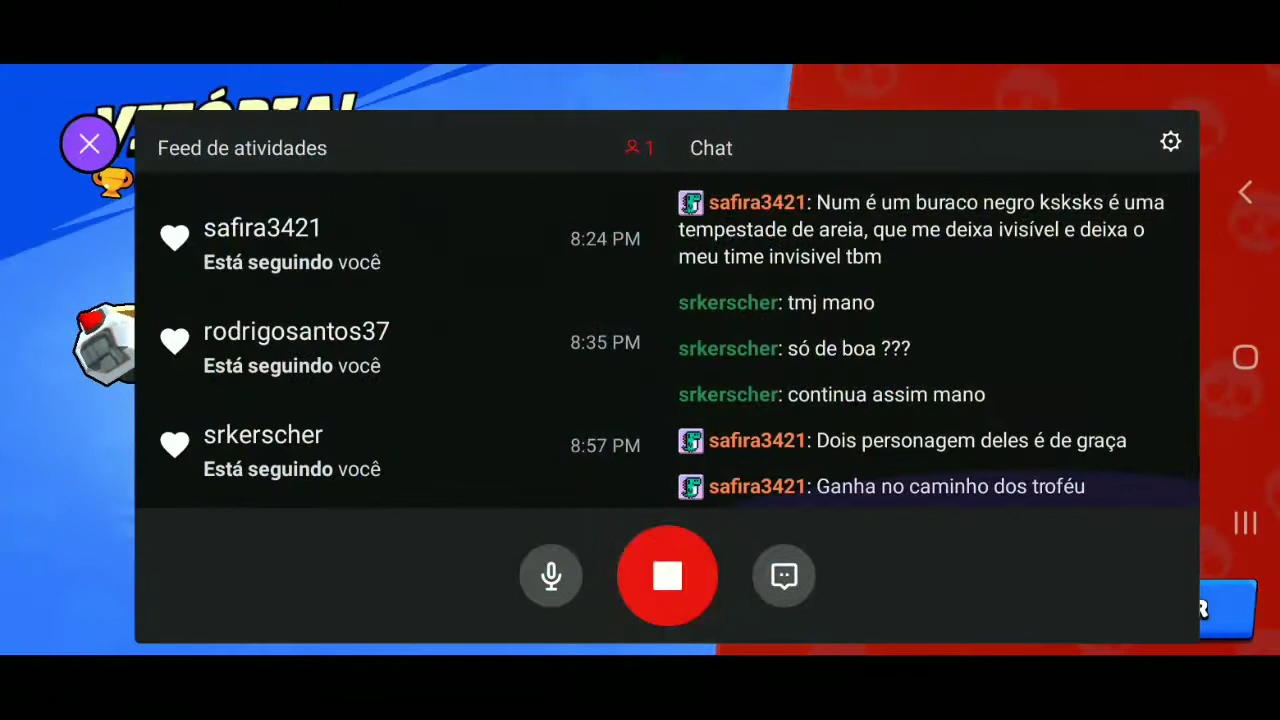 VITÓRIA!
Feed de atividades
1
Chat
safira3421
Está seguindo você
8:24 PM
rodrigosantos37
Está seguindo você
8:35 PM
srkerscher
Está seguindo você
8:57 PM
safira3421: Num é um buraco negro ksksks é uma
tempestade de areia, que me deixa ivisível e deixa o
meu time invisivel tbm
srkerscher: tmj mano
srkerscher: só de boa ???
srkerscher: continua assim mano
safira3421: Dois personagem deles é de graça
safira3421: Ganha no caminho dos troféu
R